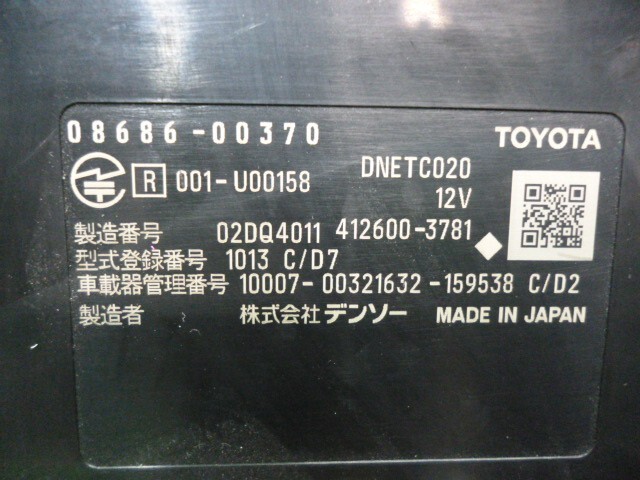 08686-00370 TOYOTA
R 001-U00158 DNETC020
12V
製造番号 02DQ4011 412600-3781
型式登録番号 1013 C/D7
車載器管理番号 10007-00321632-159538 C/D2
製造者 株式会社デンソー MADE IN JAPAN